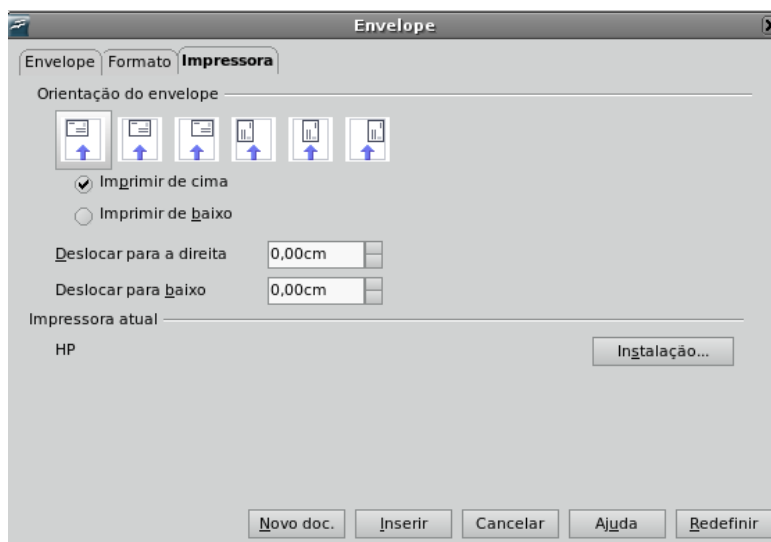 Envelope
Envelope Formato Impressora
Orientação do envelope
Imprimir de cima
Imprimir de baixo
Deslocar para a direita 0,00cm
Deslocar para baixo 0,00cm
Impressora atual
HP Instalação...
Novo doc. Inserir Cancelar Ajuda Redefinir